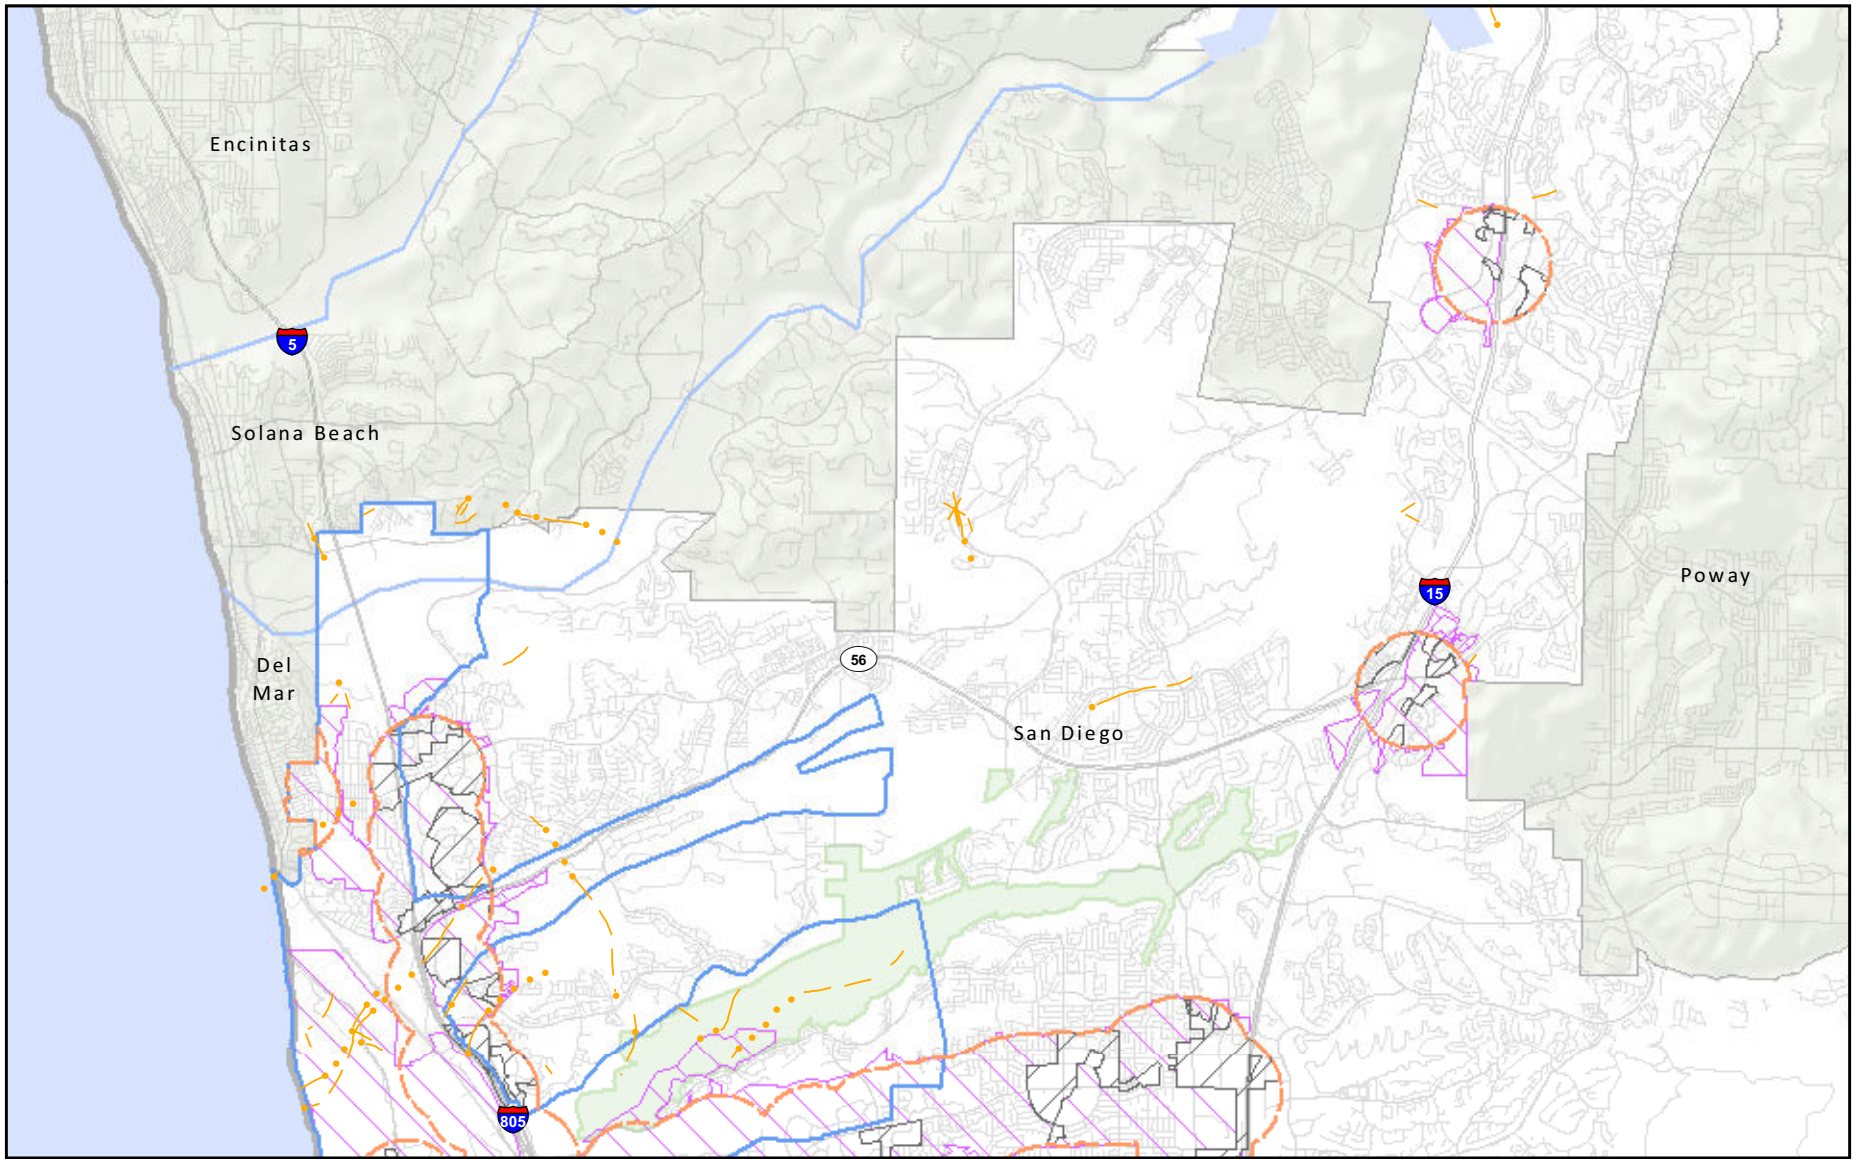 Encinitas
5
Solana Beach
Poway
15
56
Del
Mar
San Diego
805